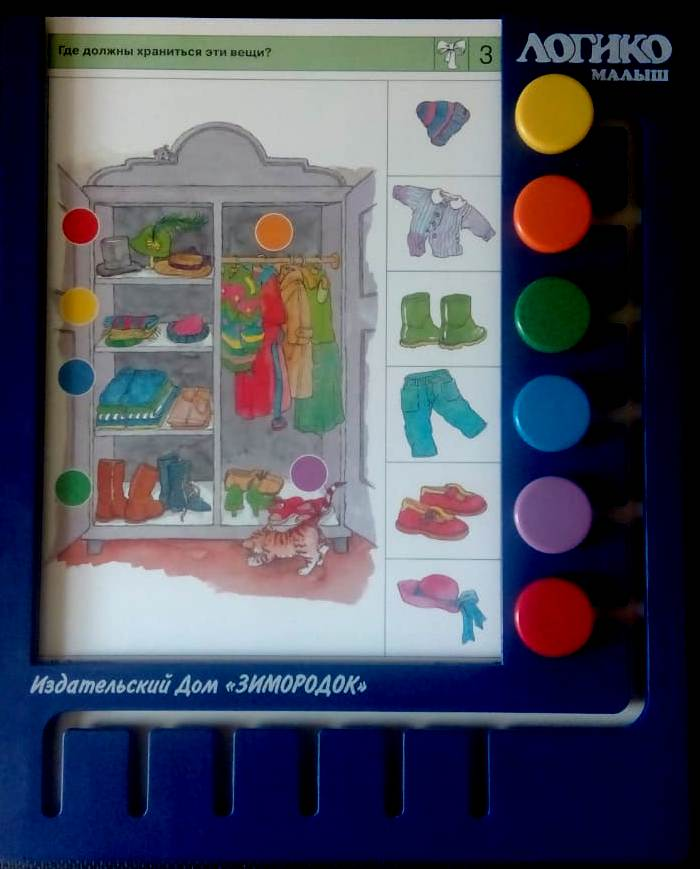 Где должны храниться эти вещи?
3
ЛОГИКО
МАЛЫШ
Издательский Дом «ЗИМОРОДОК»